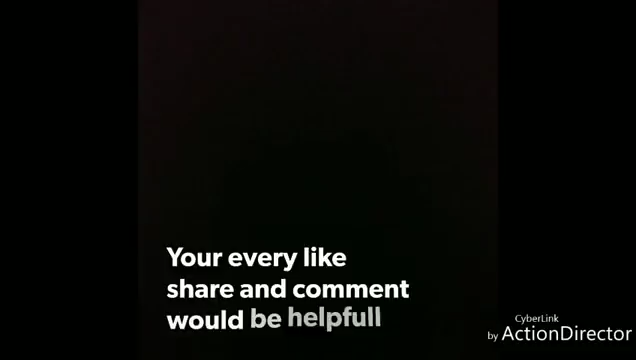 Your every like
share and comment
would be helpfull
CyberLink
by ActionDirector